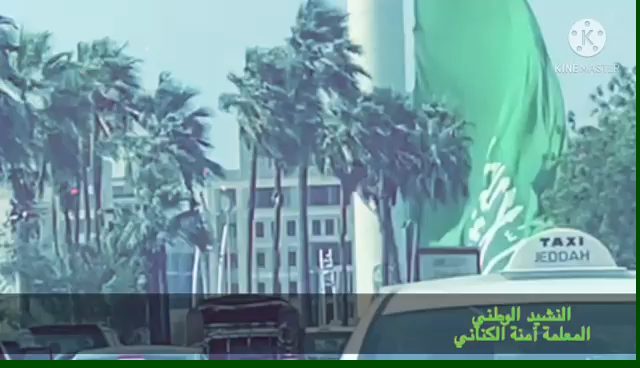 KINEMASTER
TAXI
JEDDAH
النشيد الوطني
المعلمة آمنة الكناني